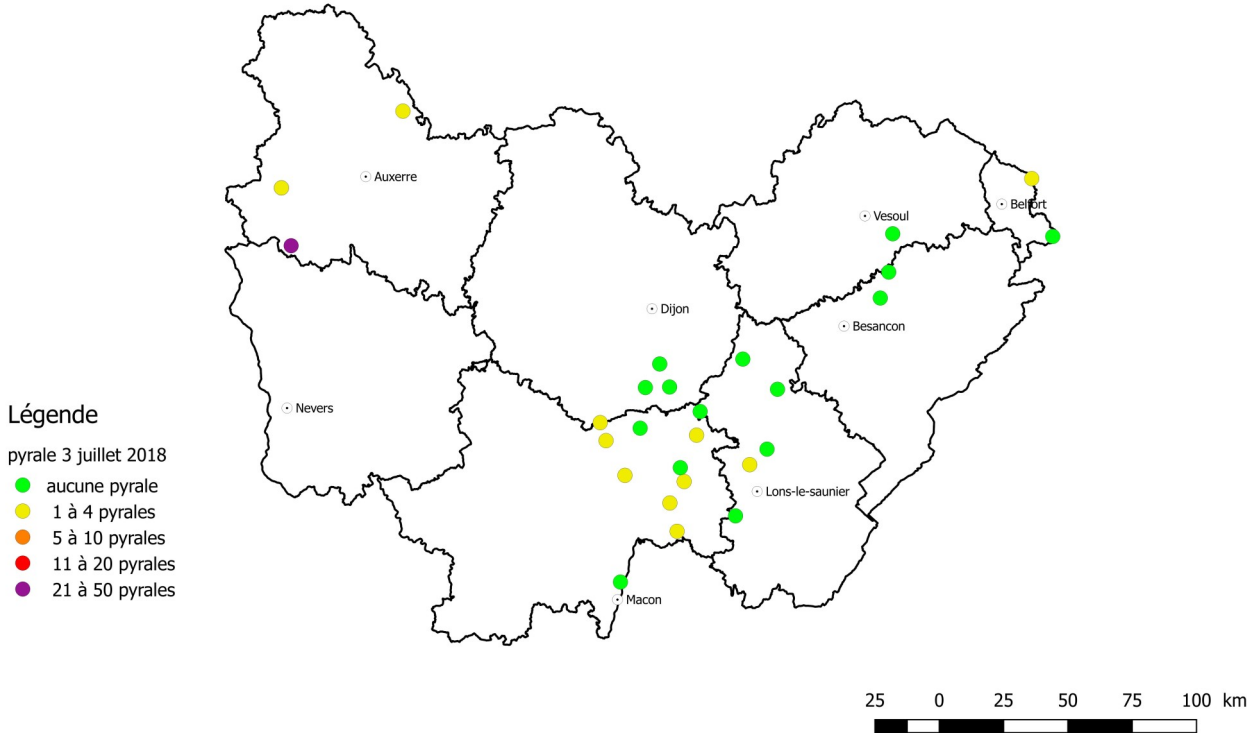 Auxerre
Belfort
Vesoul
Dijon
Besancon
Nevers
Lons-le-saunier
Macon
Légende
pyrale 3 juillet 2018
aucune pyrale
1 à 4 pyrales
5 à 10 pyrales
11 à 20 pyrales
21 à 50 pyrales
25 0 25 50 75 100 km